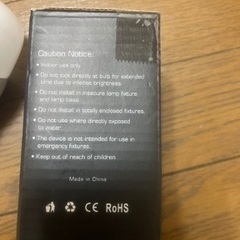 Caution Notice:
• Indoor use only
• Do not look directly at bulb for extended
time due to intense brightness.
• Do not install in insecure lamp fixture
and lamp base.
• Do not install in totally enclosed fixtures.
• Do not use where directly exposed
to water.
• The device is not intended for use in
emergency fixtures.
• Keep out of reach of children.
Made in China
CE RoHS